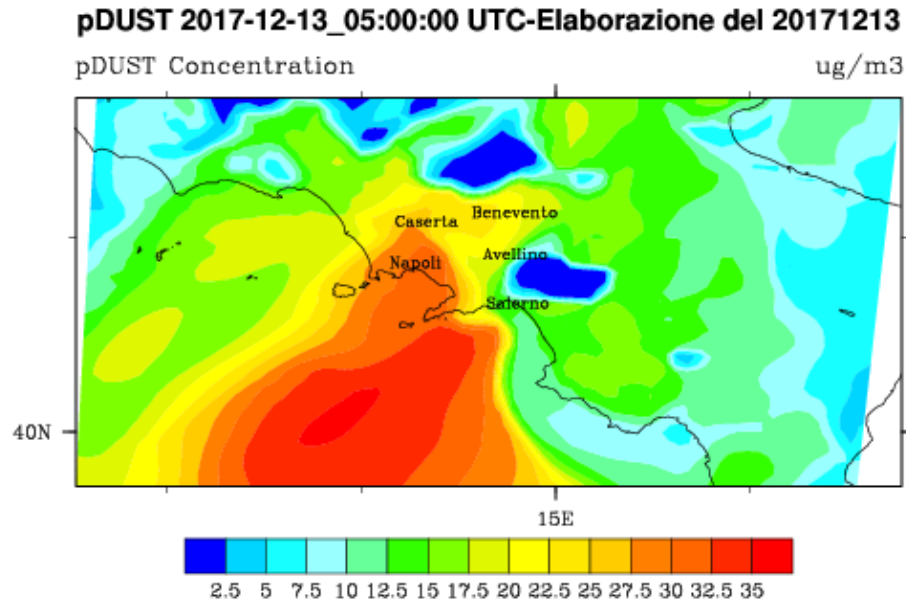 pDUST 2017-12-13_05:00:00 UTC-Elaborazione del 20171213
pDUST Concentration ug/m3
Benevento
Caserta
Avellino
Napoli
Salerno
40N
15E
2.5 5 7.5 10 12.5 15 17.5 20 22.5 25 27.5 30 32.5 35